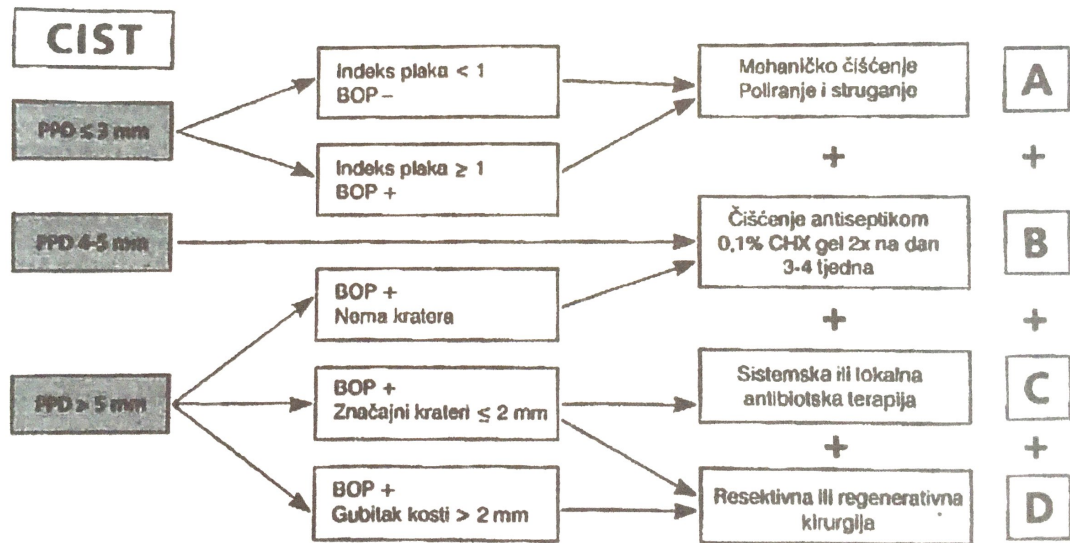 CIST
PPD ≤ 3 mm
Indeks plaka < 1
BOP –
Indeks plaka ≥ 1
BOP +
Mehaničko čišćenje
Poliranje i struganje
A
+
+
PPD 4-5 mm
Čišćenje antiseptikom
0,1% CHX gel 2x na dan
3-4 tjedna
B
+
+
PPD > 5 mm
BOP +
Nema kratera
BOP +
Značajni krateri ≤ 2 mm
BOP +
Gubitak kosti > 2 mm
Sistemska ili lokalna
antibiotska terapija
C
+
+
Resektivna ili regenerativna
kirurgija
D